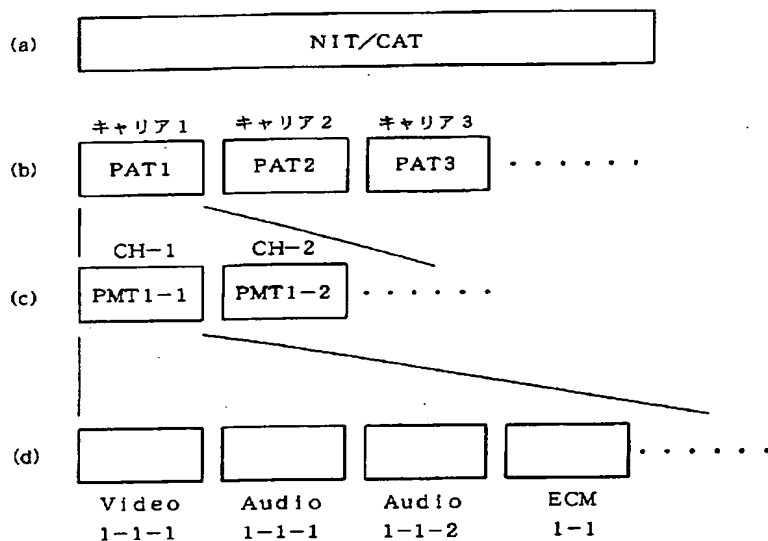 (a) NIT/CAT
キャリア1 キャリア2 キャリア3
(b) PAT1 PAT2 PAT3 ······
CH-1 CH-2
(c) PMT1-1 PMT1-2 ······
(d) ······
Video Audio Audio ECM
1-1-1 1-1-1 1-1-2 1-1